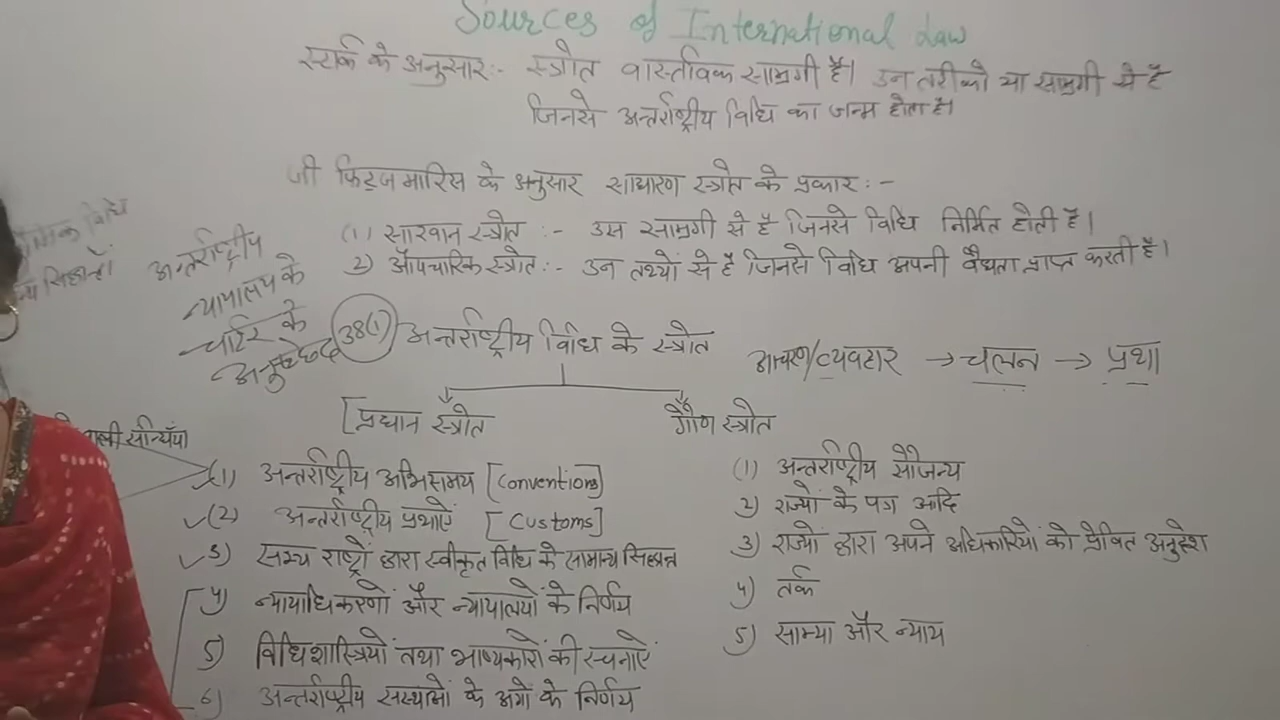 Sources of International Law
स्टार्क के अनुसार:- स्त्रोत वास्तविक सामग्री है। उन तरीको या सामग्री से है
जिनसे अन्तर्राष्ट्रीय विधि का जन्म होता है।
जी फिट्ज मारिस के अनुसार साधारण स्त्रोत के प्रकार:-
(1) सारवान स्त्रोत :- उस सामग्री से है जिनसे विधि निर्मित होती है।
2) औपचारिक स्त्रोत:- उन तथ्यों से है जिनसे विधि अपनी वैधता प्राप्त करती है।
विधि
अन्तर्राष्ट्रीय
न्यायालय के
चार्टर के
अनुच्छेद 38(1) अन्तर्राष्ट्रीय विधि के स्त्रोत
आचरण/व्यवहार → चलन → प्रथा
[प्रधान स्त्रोत
गौण स्त्रोत
सन्धियाँ
(1) अन्तर्राष्ट्रीय अभिसमय [Conventions]
(2) अन्तर्राष्ट्रीय प्रथाएँ [Customs]
3) सभ्य राष्ट्रों द्वारा स्वीकृत विधि के सामान्य सिद्धान्त
4) न्यायाधिकरणों और न्यायालयों के निर्णय
5) विधिशास्त्रियों तथा भाष्यकारों की रचनाएँ
6) अन्तर्राष्ट्रीय संस्थाओं के अंगों के निर्णय
(1) अन्तर्राष्ट्रीय सौजन्य
2) राज्यों के पत्र आदि
3) राज्यों द्वारा अपने अधिकारियों को प्रेषित अनुदेश
4) तर्क
5) साम्या और न्याय